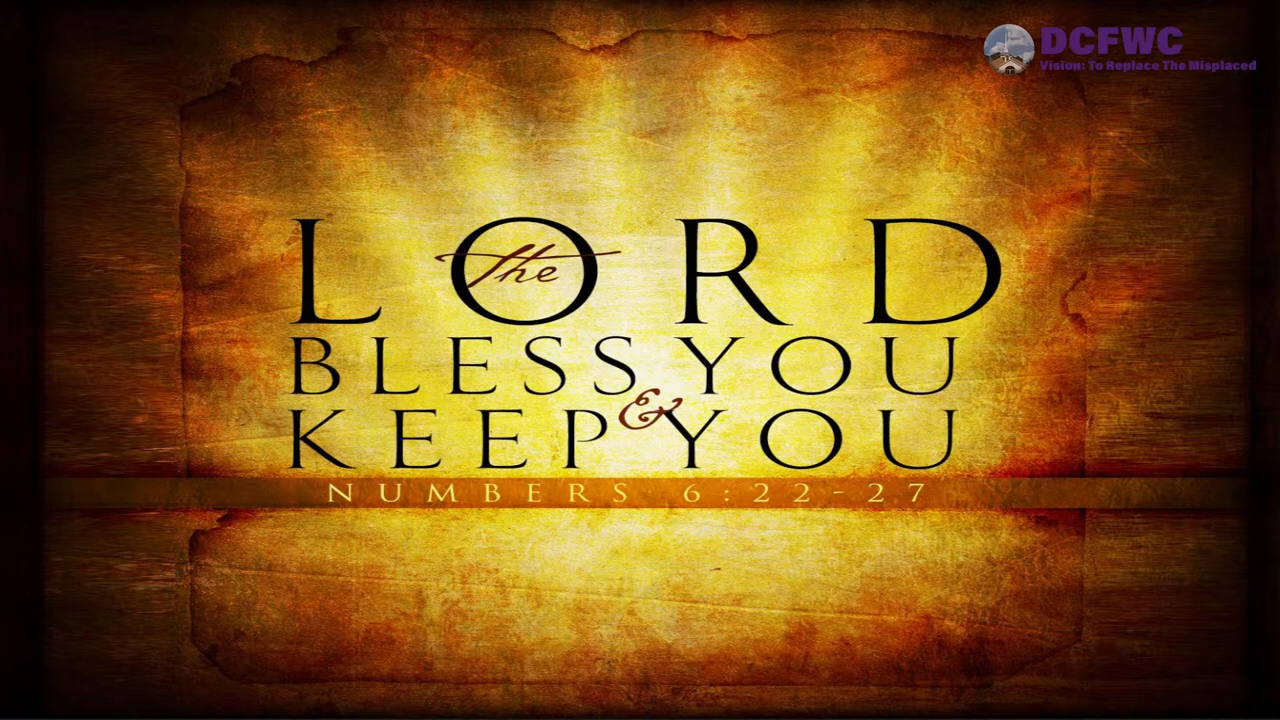 DCFWC
Vision: To Replace The Misplaced
the LORD
BLESS YOU
& KEEP YOU
NUMBERS 6:22-27